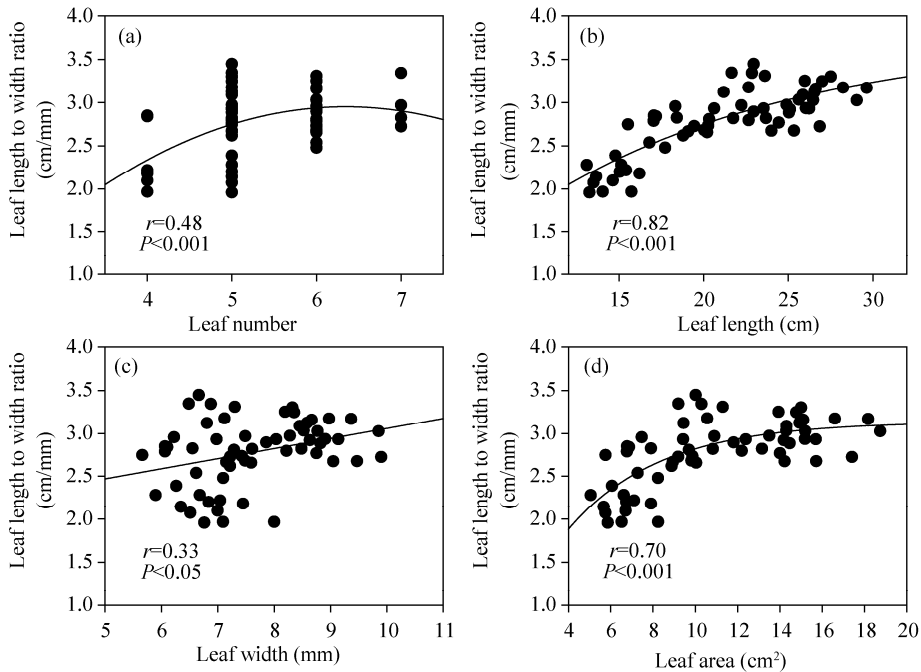 (a)
Leaf length to width ratio
(cm/mm)
4.0
3.5
3.0
2.5
2.0
1.5
1.0
r=0.48
P<0.001
4
5
6
7
Leaf number
(b)
Leaf length to width ratio
(cm/mm)
4.0
3.5
3.0
2.5
2.0
1.5
1.0
r=0.82
P<0.001
15
20
25
30
Leaf length (cm)
(c)
Leaf length to width ratio
(cm/mm)
4.0
3.5
3.0
2.5
2.0
1.5
1.0
r=0.33
P<0.05
5
6
7
8
9
10
11
Leaf width (mm)
(d)
Leaf length to width ratio
(cm/mm)
4.0
3.5
3.0
2.5
2.0
1.5
1.0
r=0.70
P<0.001
4
6
8
10
12
14
16
18
20
Leaf area (cm²)